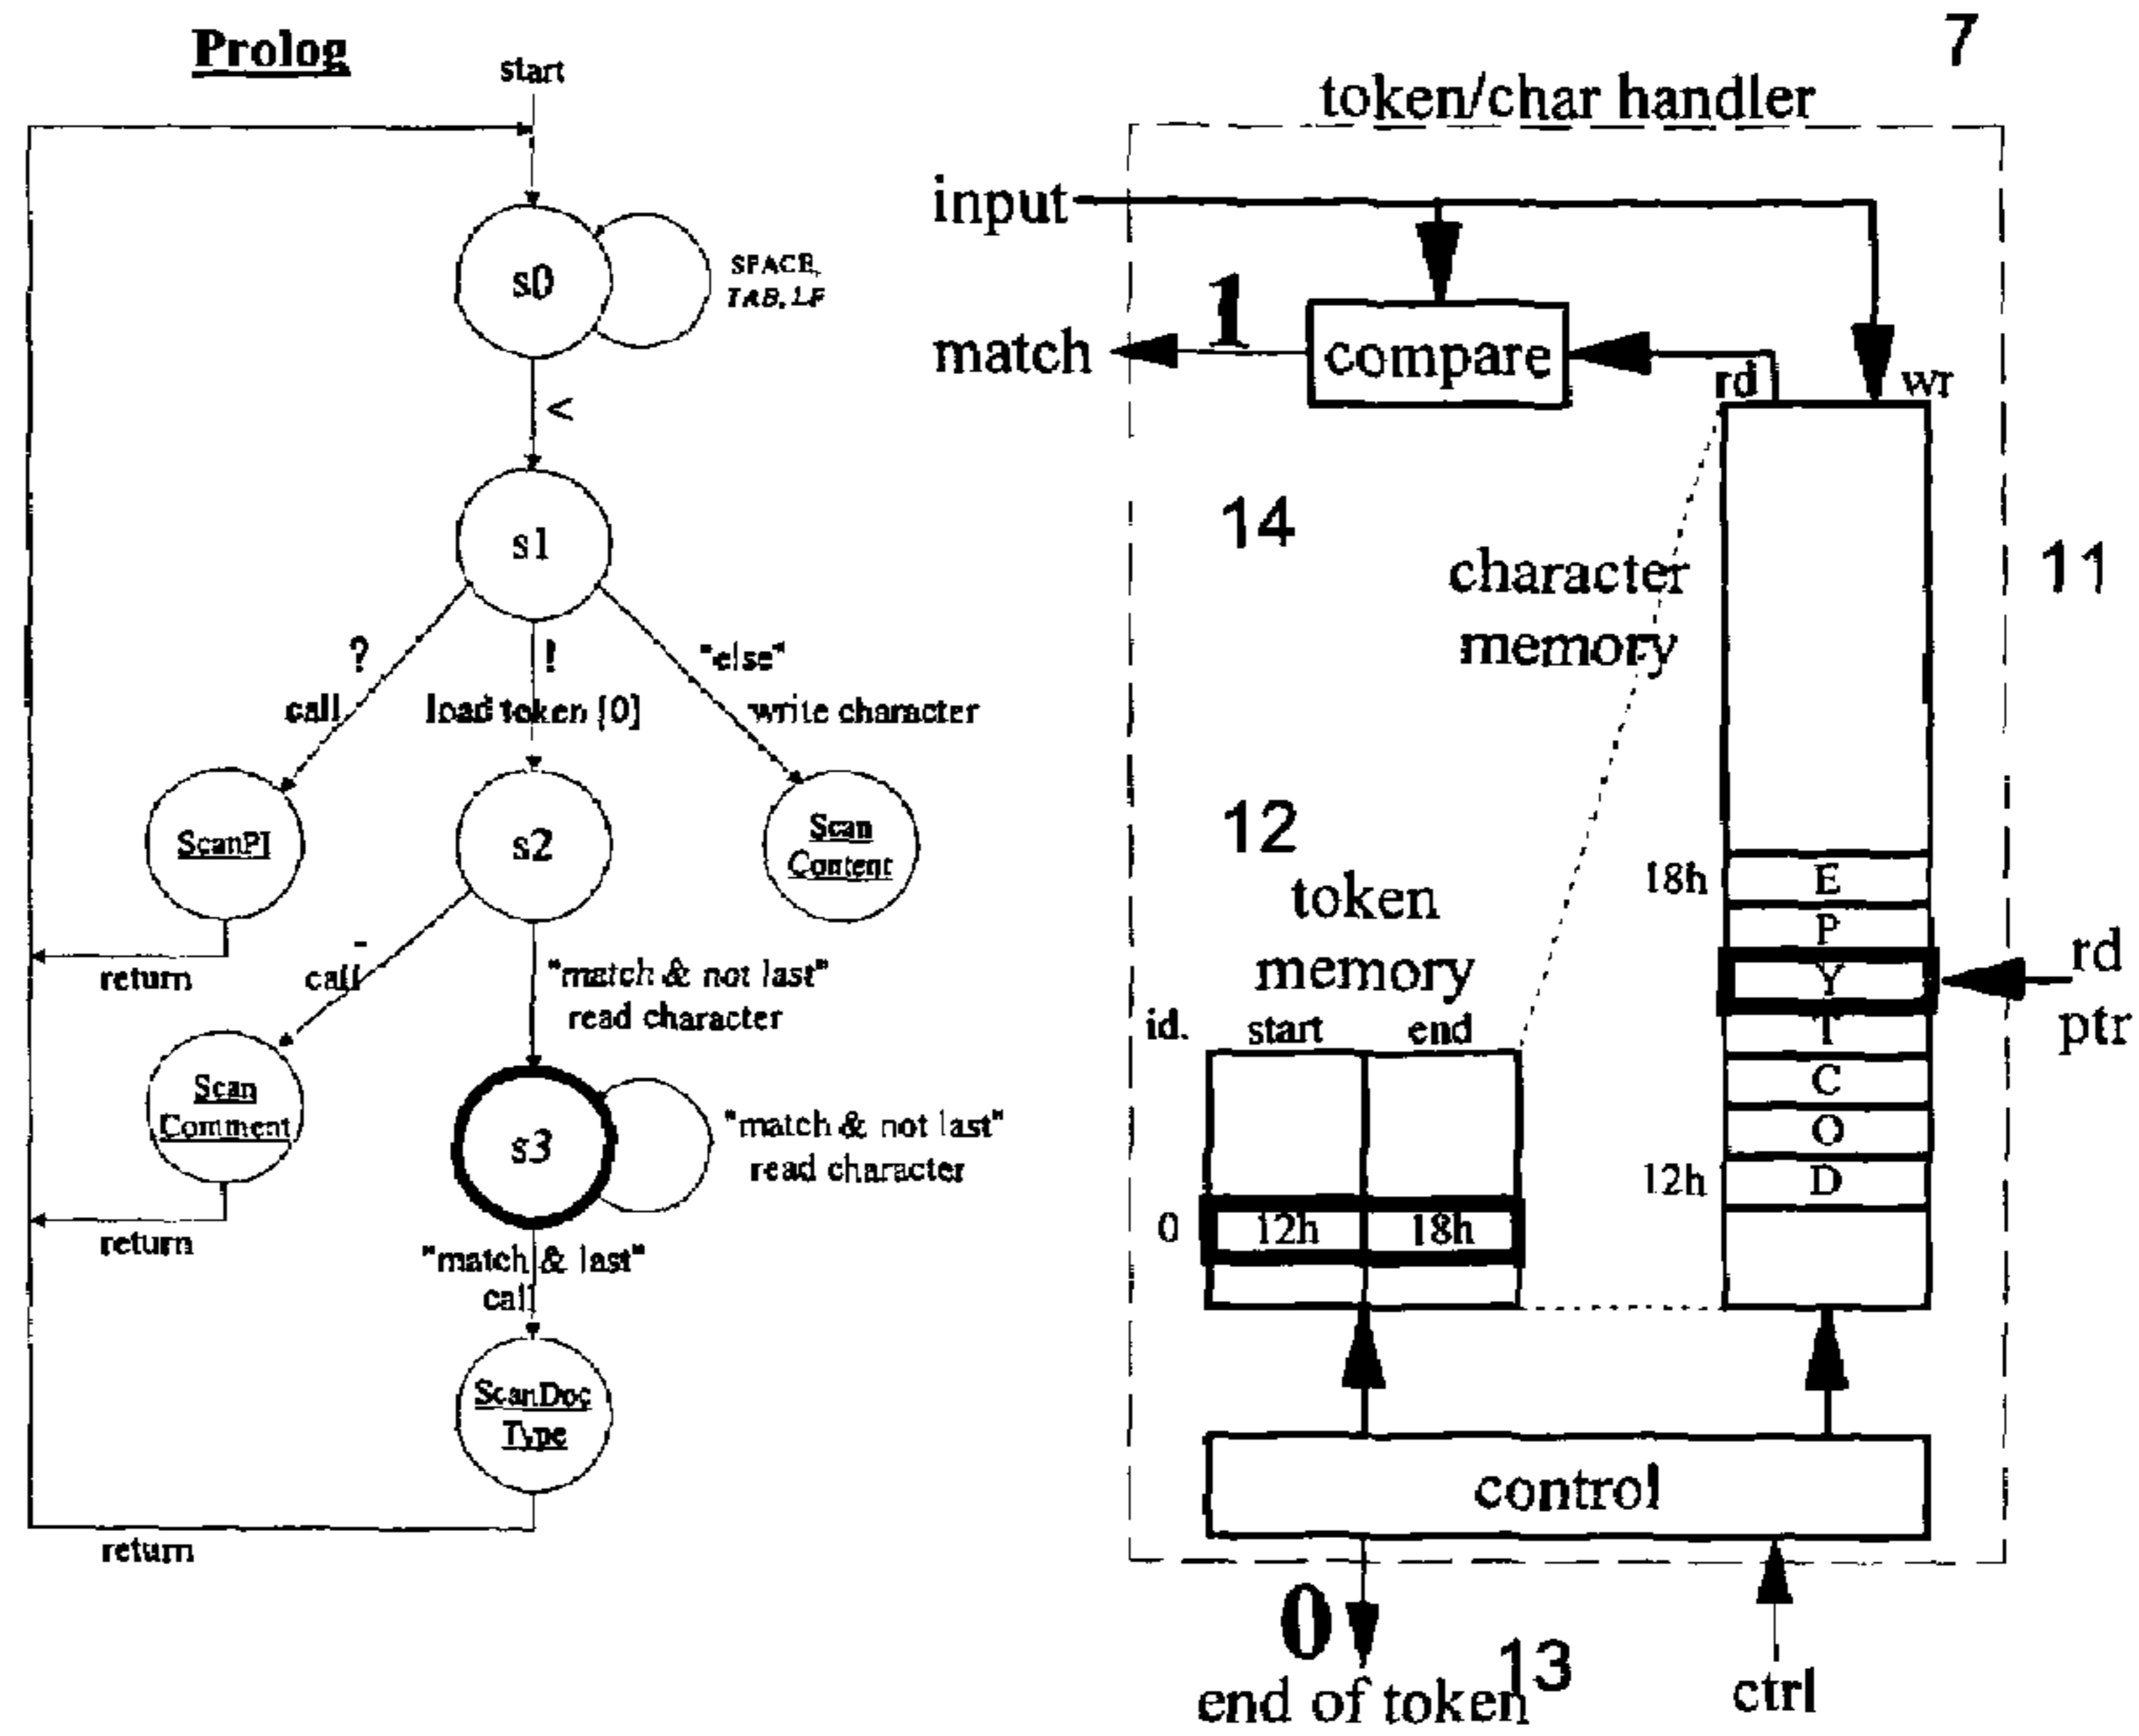 Prolog
start
s0
SPACE,
TAB, LF
<
s1
?
call
!
load token [0]
"else"
write character
ScanPI
s2
Scan
Content
return
-
call
"match & not last"
read character
Scan
Comment
s3
"match & not last"
read character
return
"match & last"
call
ScanDoc
Type
return
7
token/char handler
input
1
match
compare
rd
wr
14
character
memory
11
12
token
memory
id.
start
end
18h
E
P
Y
rd
ptr
T
C
O
12h
D
0
12h
18h
control
0
13
end of token
ctrl